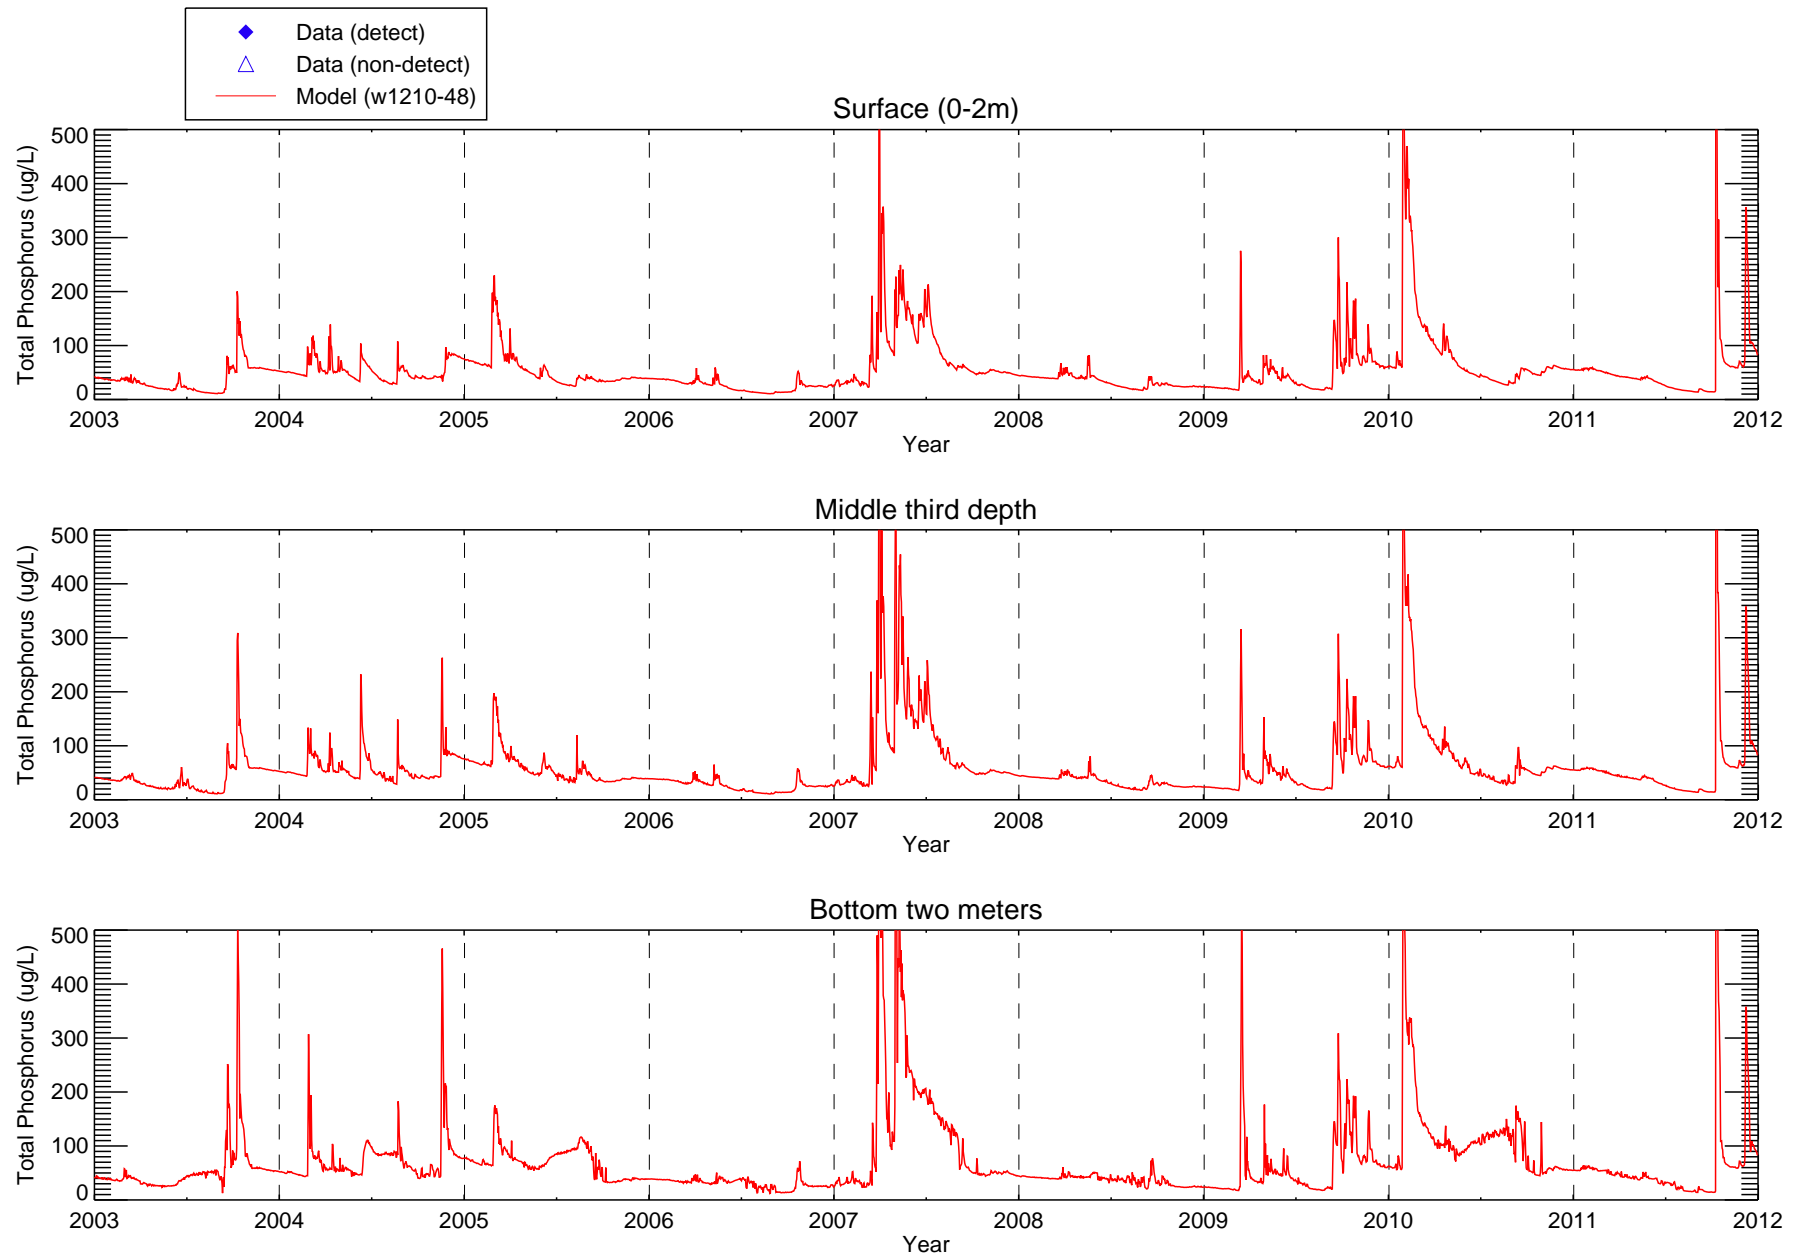 Data (detect)
Data (non-detect)
Model (w1210-48)
Surface (0-2m)
Total Phosphorus (ug/L)
500
400
300
200
100
0
2003 2004 2005 2006 2007 2008 2009 2010 2011 2012
Year
Middle third depth
Total Phosphorus (ug/L)
500
400
300
200
100
0
2003 2004 2005 2006 2007 2008 2009 2010 2011 2012
Year
Bottom two meters
Total Phosphorus (ug/L)
500
400
300
200
100
0
2003 2004 2005 2006 2007 2008 2009 2010 2011 2012
Year